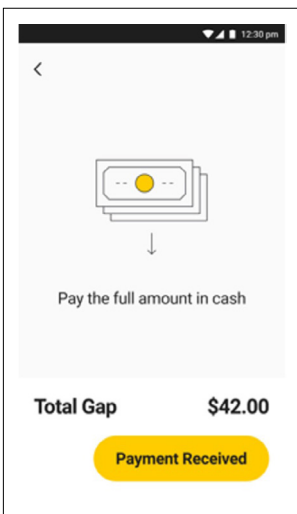 12:30 pm
Pay the full amount in cash
Total Gap $42.00
Payment Received